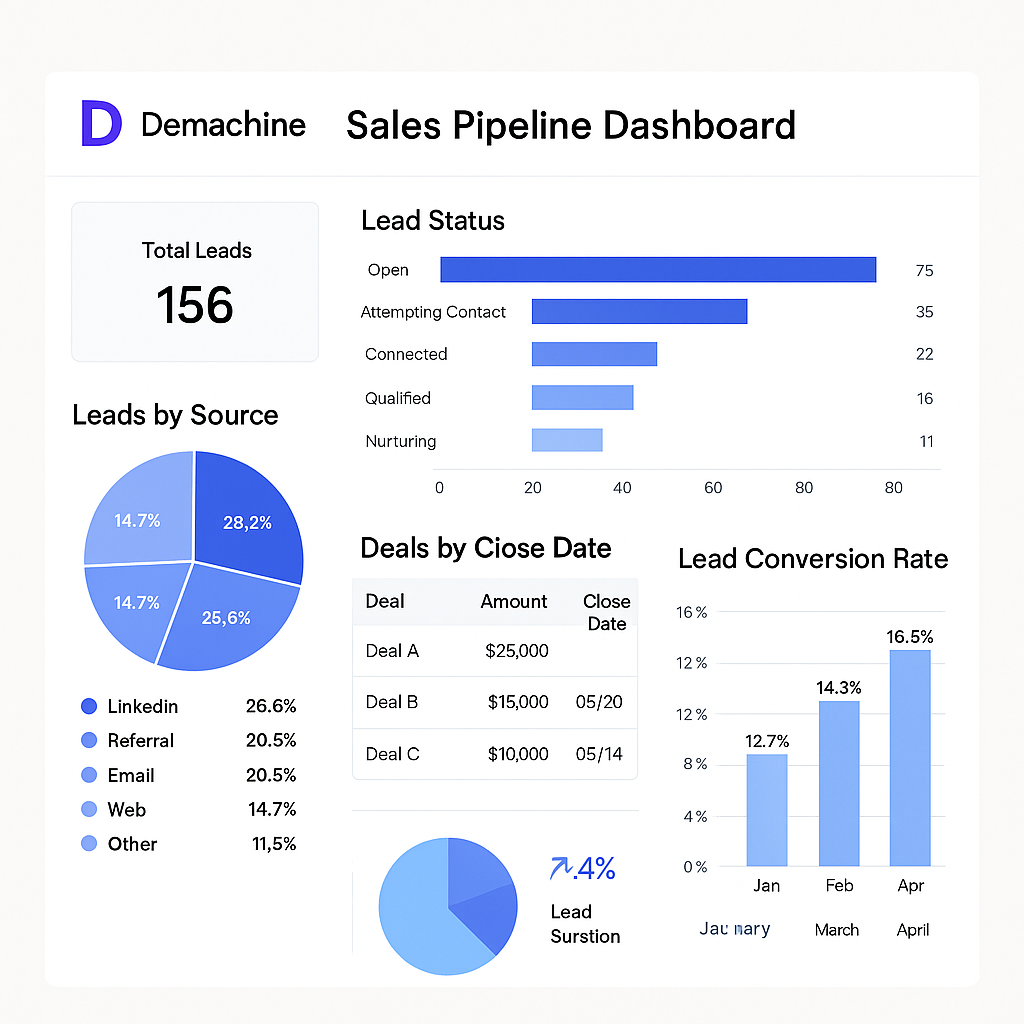 D Demachine
Sales Pipeline Dashboard
Total Leads
156
Lead Status
Open 75
Attempting Contact 35
Connected 22
Qualified 16
Nurturing 11
0 20 40 60 80 80
Leads by Source
14.7% 28,2%
14.7% 25,6%
Linkedin 26.6%
Referral 20.5%
Email 20.5%
Web 14.7%
Other 11,5%
Deals by Ciose Date
Deal Amount Close
Date
Deal A $25,000
Deal B $15,000 05/20
Deal C $10,000 05/14
.4%
Lead
Surstion
Lead Conversion Rate
16 %
12 %
12 %
8 %
4 %
0 %
12.7% 14.3% 16.5%
Jan Feb Apr
March April